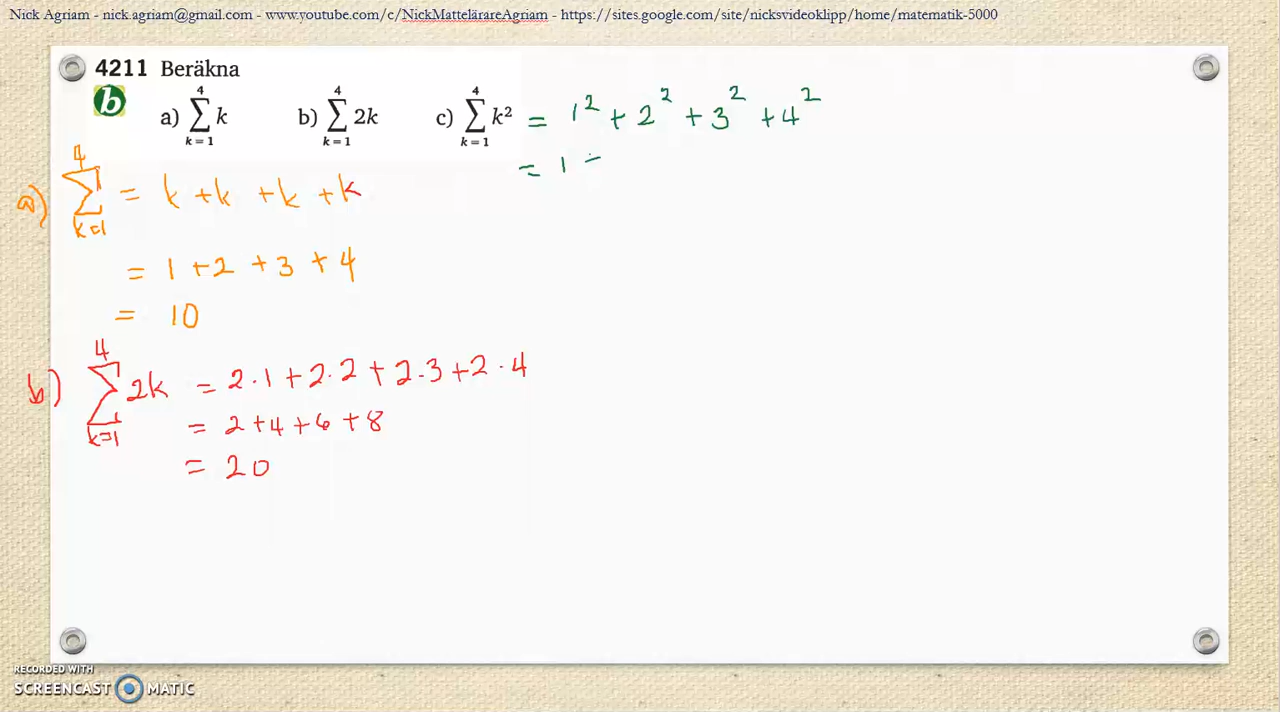 Nick Agriam - nick.agriam@gmail.com - www.youtube.com/c/NickMattelärareAgriam - https://sites.google.com/site/nicksvideoklipp/home/matematik-5000
4211 Beräkna
b
a) ∑_{k=1}^{4} k b) ∑_{k=1}^{4} 2k c) ∑_{k=1}^{4} k² = 1² + 2² + 3² + 4²
= 1
a) ∑_{k=1}^{4} = k + k + k + k
= 1 + 2 + 3 + 4
= 10
b) ∑_{k=1}^{4} 2k = 2·1 + 2·2 + 2·3 + 2·4
= 2 + 4 + 6 + 8
= 20
RECORDED WITH
SCREENCAST MATIC